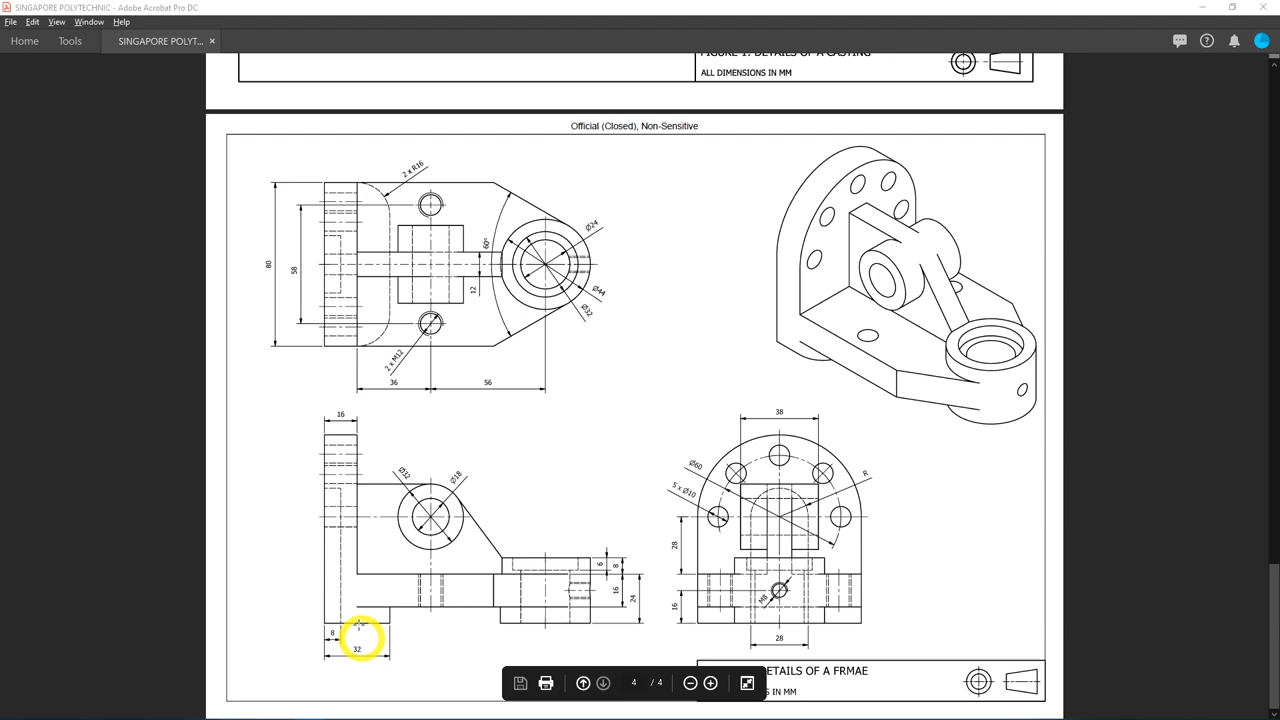 SINGAPORE POLYTECHNIC - Adobe Acrobat Pro DC
File Edit View Window Help
Home Tools SINGAPORE POLYT... ×
FIGURE 1: DETAILS OF A CASTING
ALL DIMENSIONS IN MM
Official (Closed), Non-Sensitive
2 x R16
Ø24
60°
80
58
12
Ø44
Ø32
2 x M12
36
56
16
38
Ø32
Ø18
Ø60
R
5 x Ø10
28
6
8
16
24
16
M8
8
32
28
4 / 4
ETAILS OF A FRMAE
S IN MM